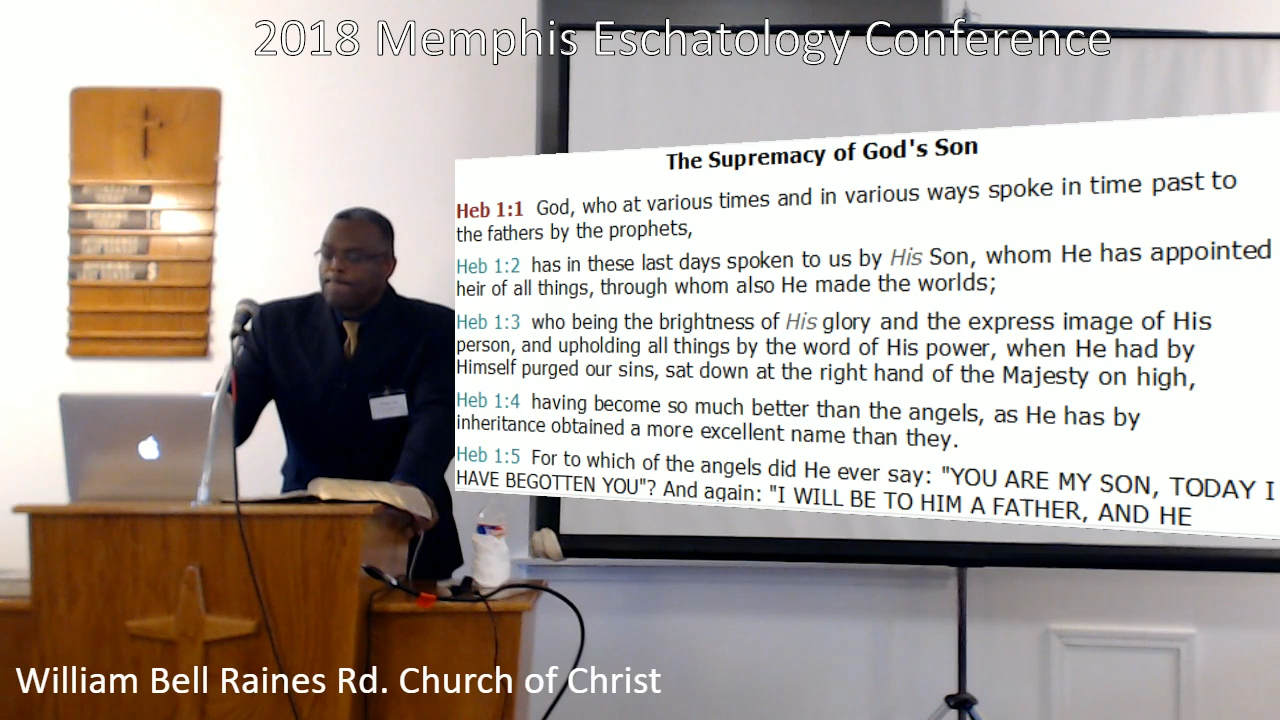 2018 Memphis Eschatology Conference
The Supremacy of God's Son
Heb 1:1 God, who at various times and in various ways spoke in time past to
the fathers by the prophets,
Heb 1:2 has in these last days spoken to us by His Son, whom He has appointed
heir of all things, through whom also He made the worlds;
Heb 1:3 who being the brightness of His glory and the express image of His
person, and upholding all things by the word of His power, when He had by
Himself purged our sins, sat down at the right hand of the Majesty on high,
Heb 1:4 having become so much better than the angels, as He has by
inheritance obtained a more excellent name than they.
Heb 1:5 For to which of the angels did He ever say: "YOU ARE MY SON, TODAY I
HAVE BEGOTTEN YOU"? And again: "I WILL BE TO HIM A FATHER, AND HE
William Bell Raines Rd. Church of Christ